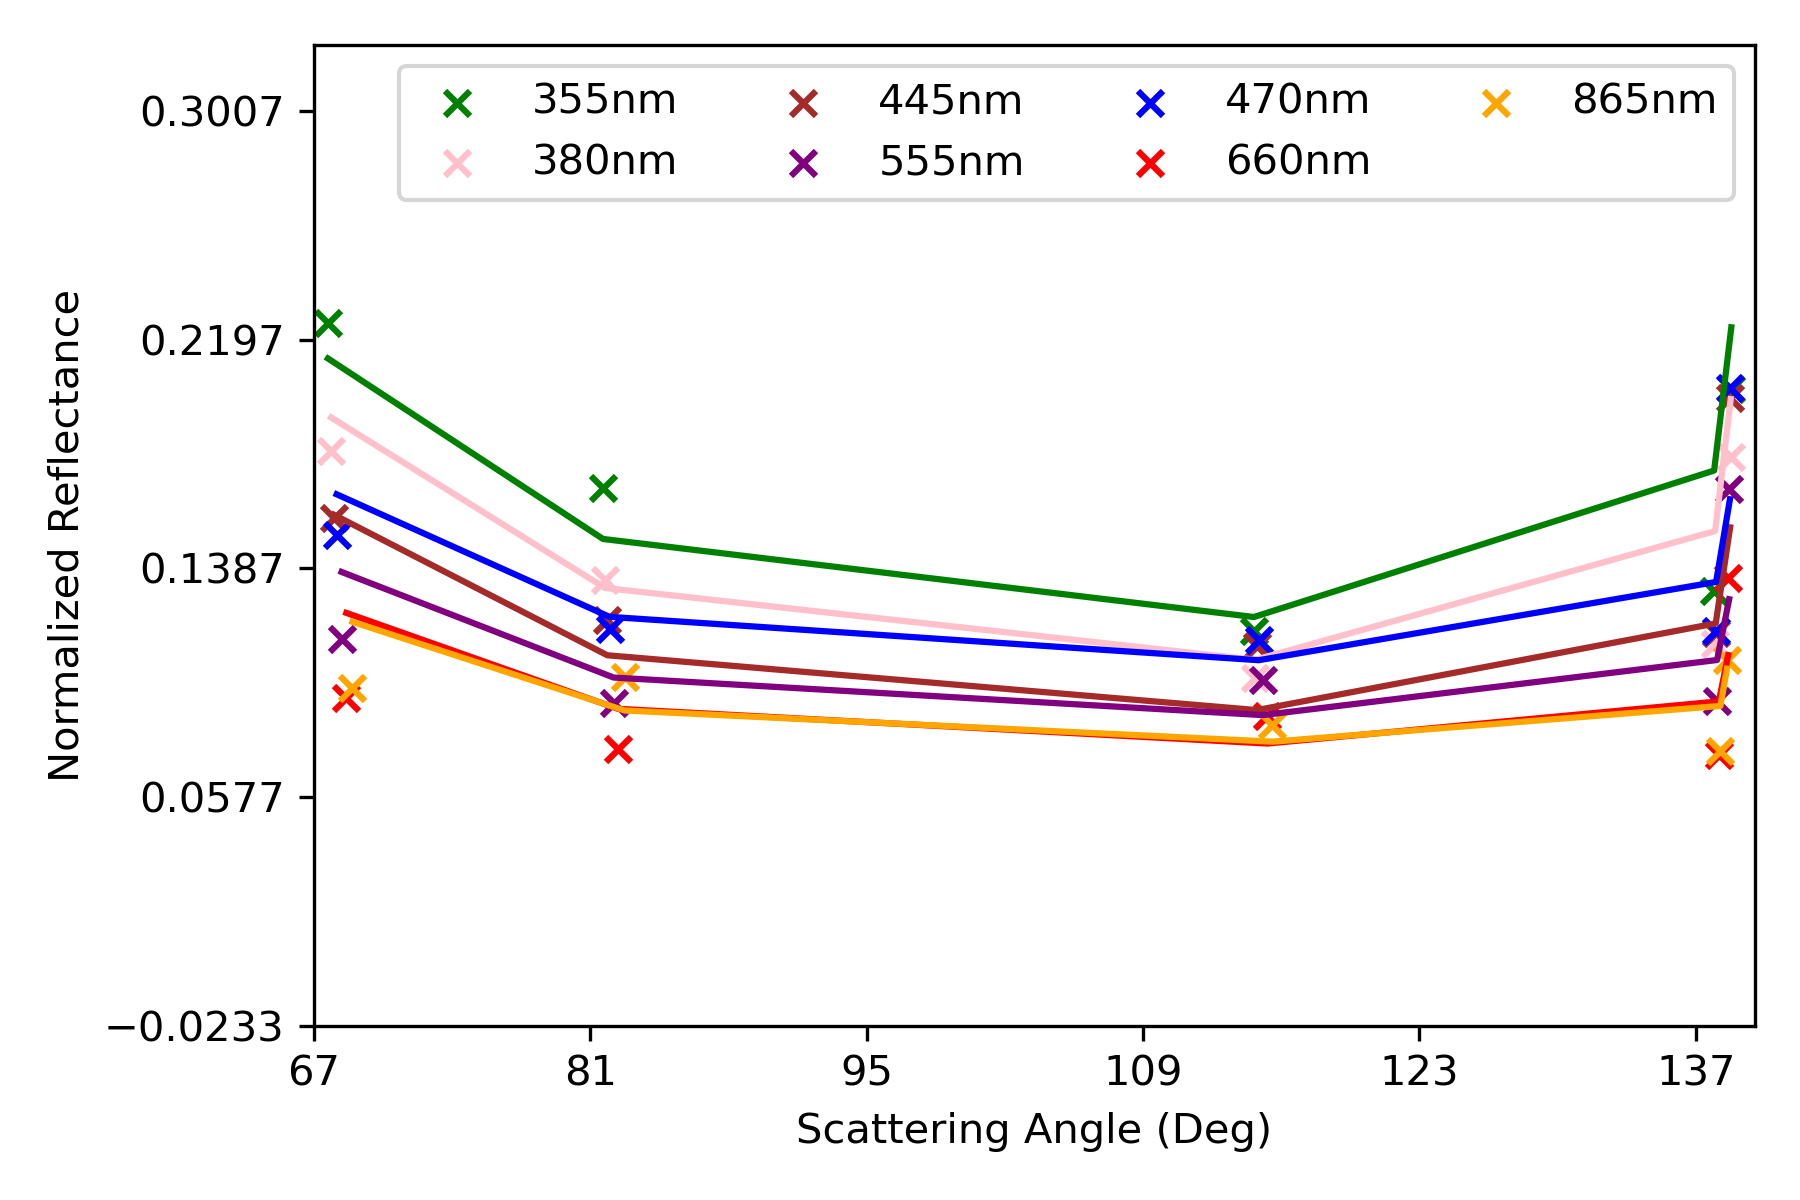 355nm 445nm 470nm 865nm
380nm 555nm 660nm
0.3007
0.2197
0.1387
0.0577
−0.0233
Normalized Reflectance
67 81 95 109 123 137
Scattering Angle (Deg)